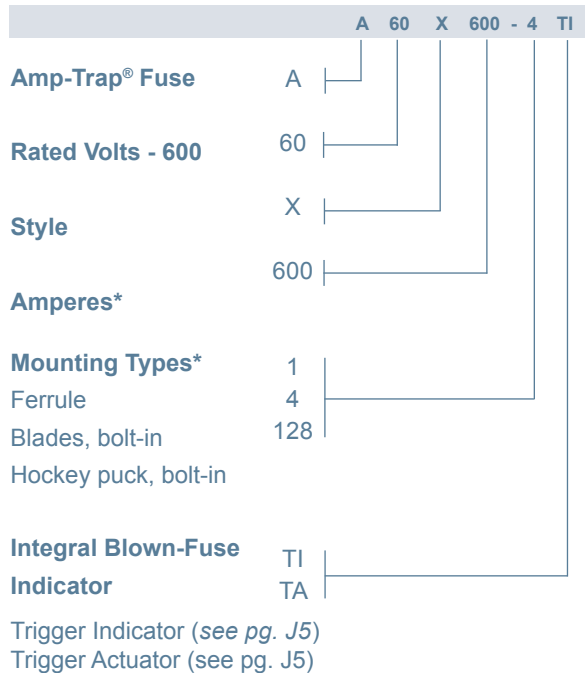 A 60 X 600 - 4 TI
Amp-Trap® Fuse A
Rated Volts - 600 60
Style X
600
Amperes*
Mounting Types* 1
Ferrule 4
Blades, bolt-in 128
Hockey puck, bolt-in
Integral Blown-Fuse TI
Indicator TA
Trigger Indicator (see pg. J5)
Trigger Actuator (see pg. J5)